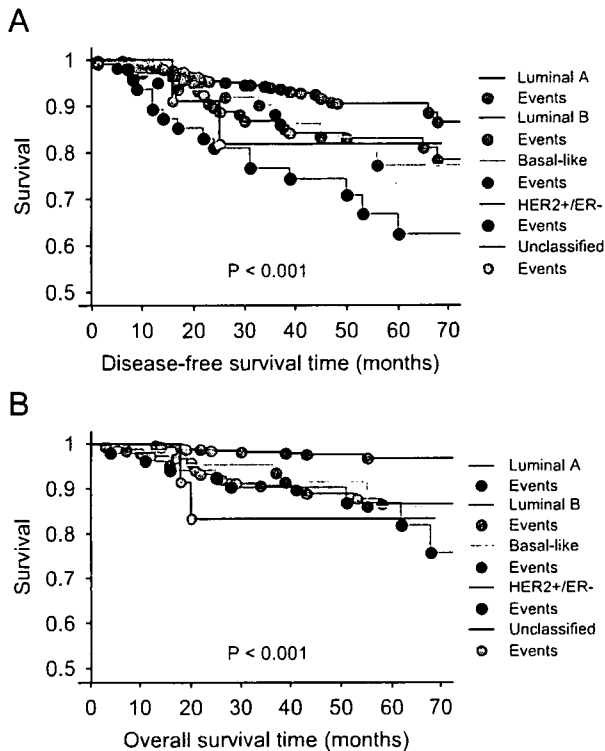 A
Survival
1
0.9
0.8
0.7
0.6
0.5
P < 0.001
0 10 20 30 40 50 60 70
Disease-free survival time (months)
Luminal A
Events
Luminal B
Events
Basal-like
Events
HER2+/ER-
Events
Unclassified
Events
B
Survival
1
0.9
0.8
0.7
0.6
0.5
P < 0.001
0 10 20 30 40 50 60 70
Overall survival time (months)
Luminal A
Events
Luminal B
Events
Basal-like
Events
HER2+/ER-
Events
Unclassified
Events